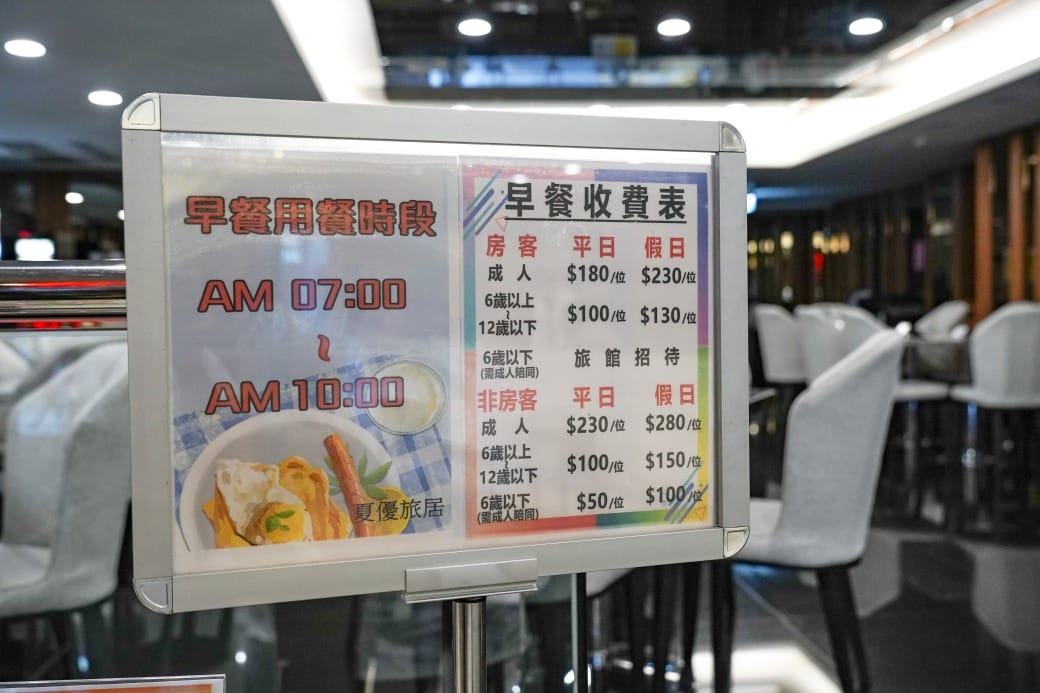 早餐用餐時段
AM 07:00
~
AM 10:00
夏優旅居
早餐收費表
房客 平日 假日
成人 $180/位 $230/位
6歲以上
~
12歲以下
$100/位 $130/位
6歲以下
(需成人陪同)
旅館招待
非房客 平日 假日
成人 $230/位 $280/位
6歲以上
~
12歲以下
$100/位 $150/位
6歲以下
(需成人陪同)
$50/位 $100/位